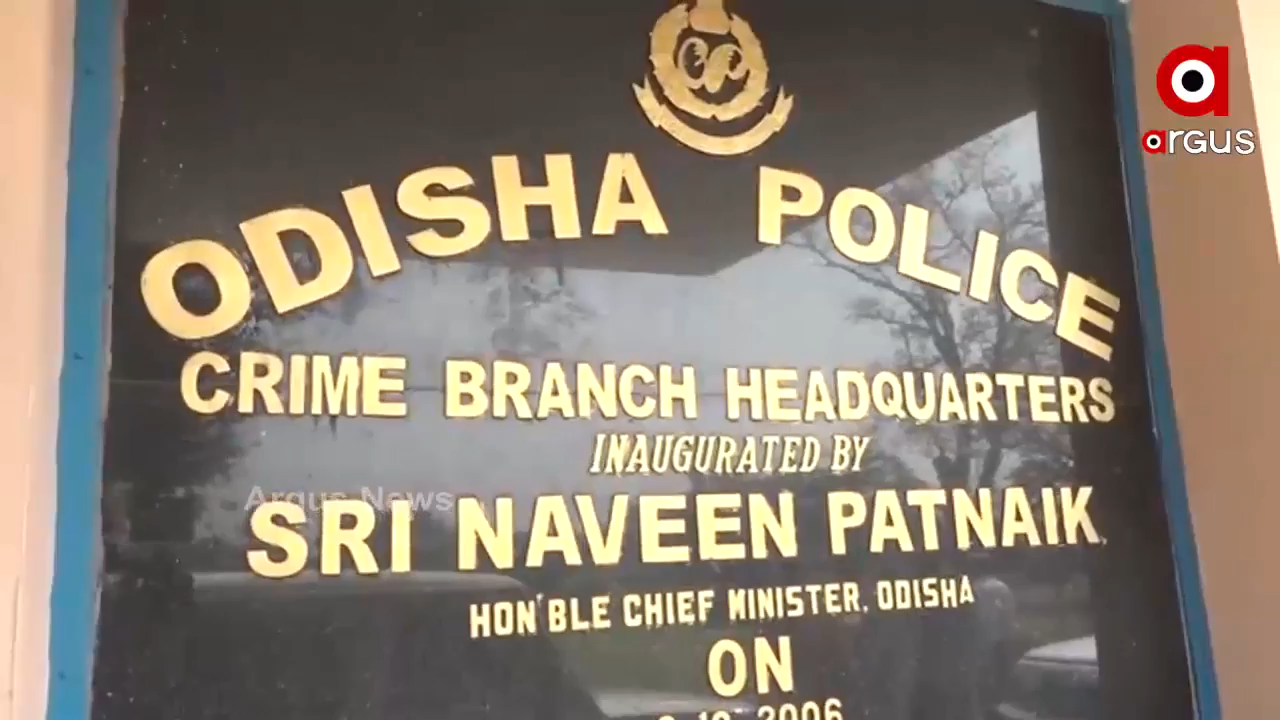 argus
ODISHA POLICE
CRIME BRANCH HEADQUARTERS
INAUGURATED BY
Argus News
SRI NAVEEN PATNAIK,
HON'BLE CHIEF MINISTER, ODISHA
ON
2006